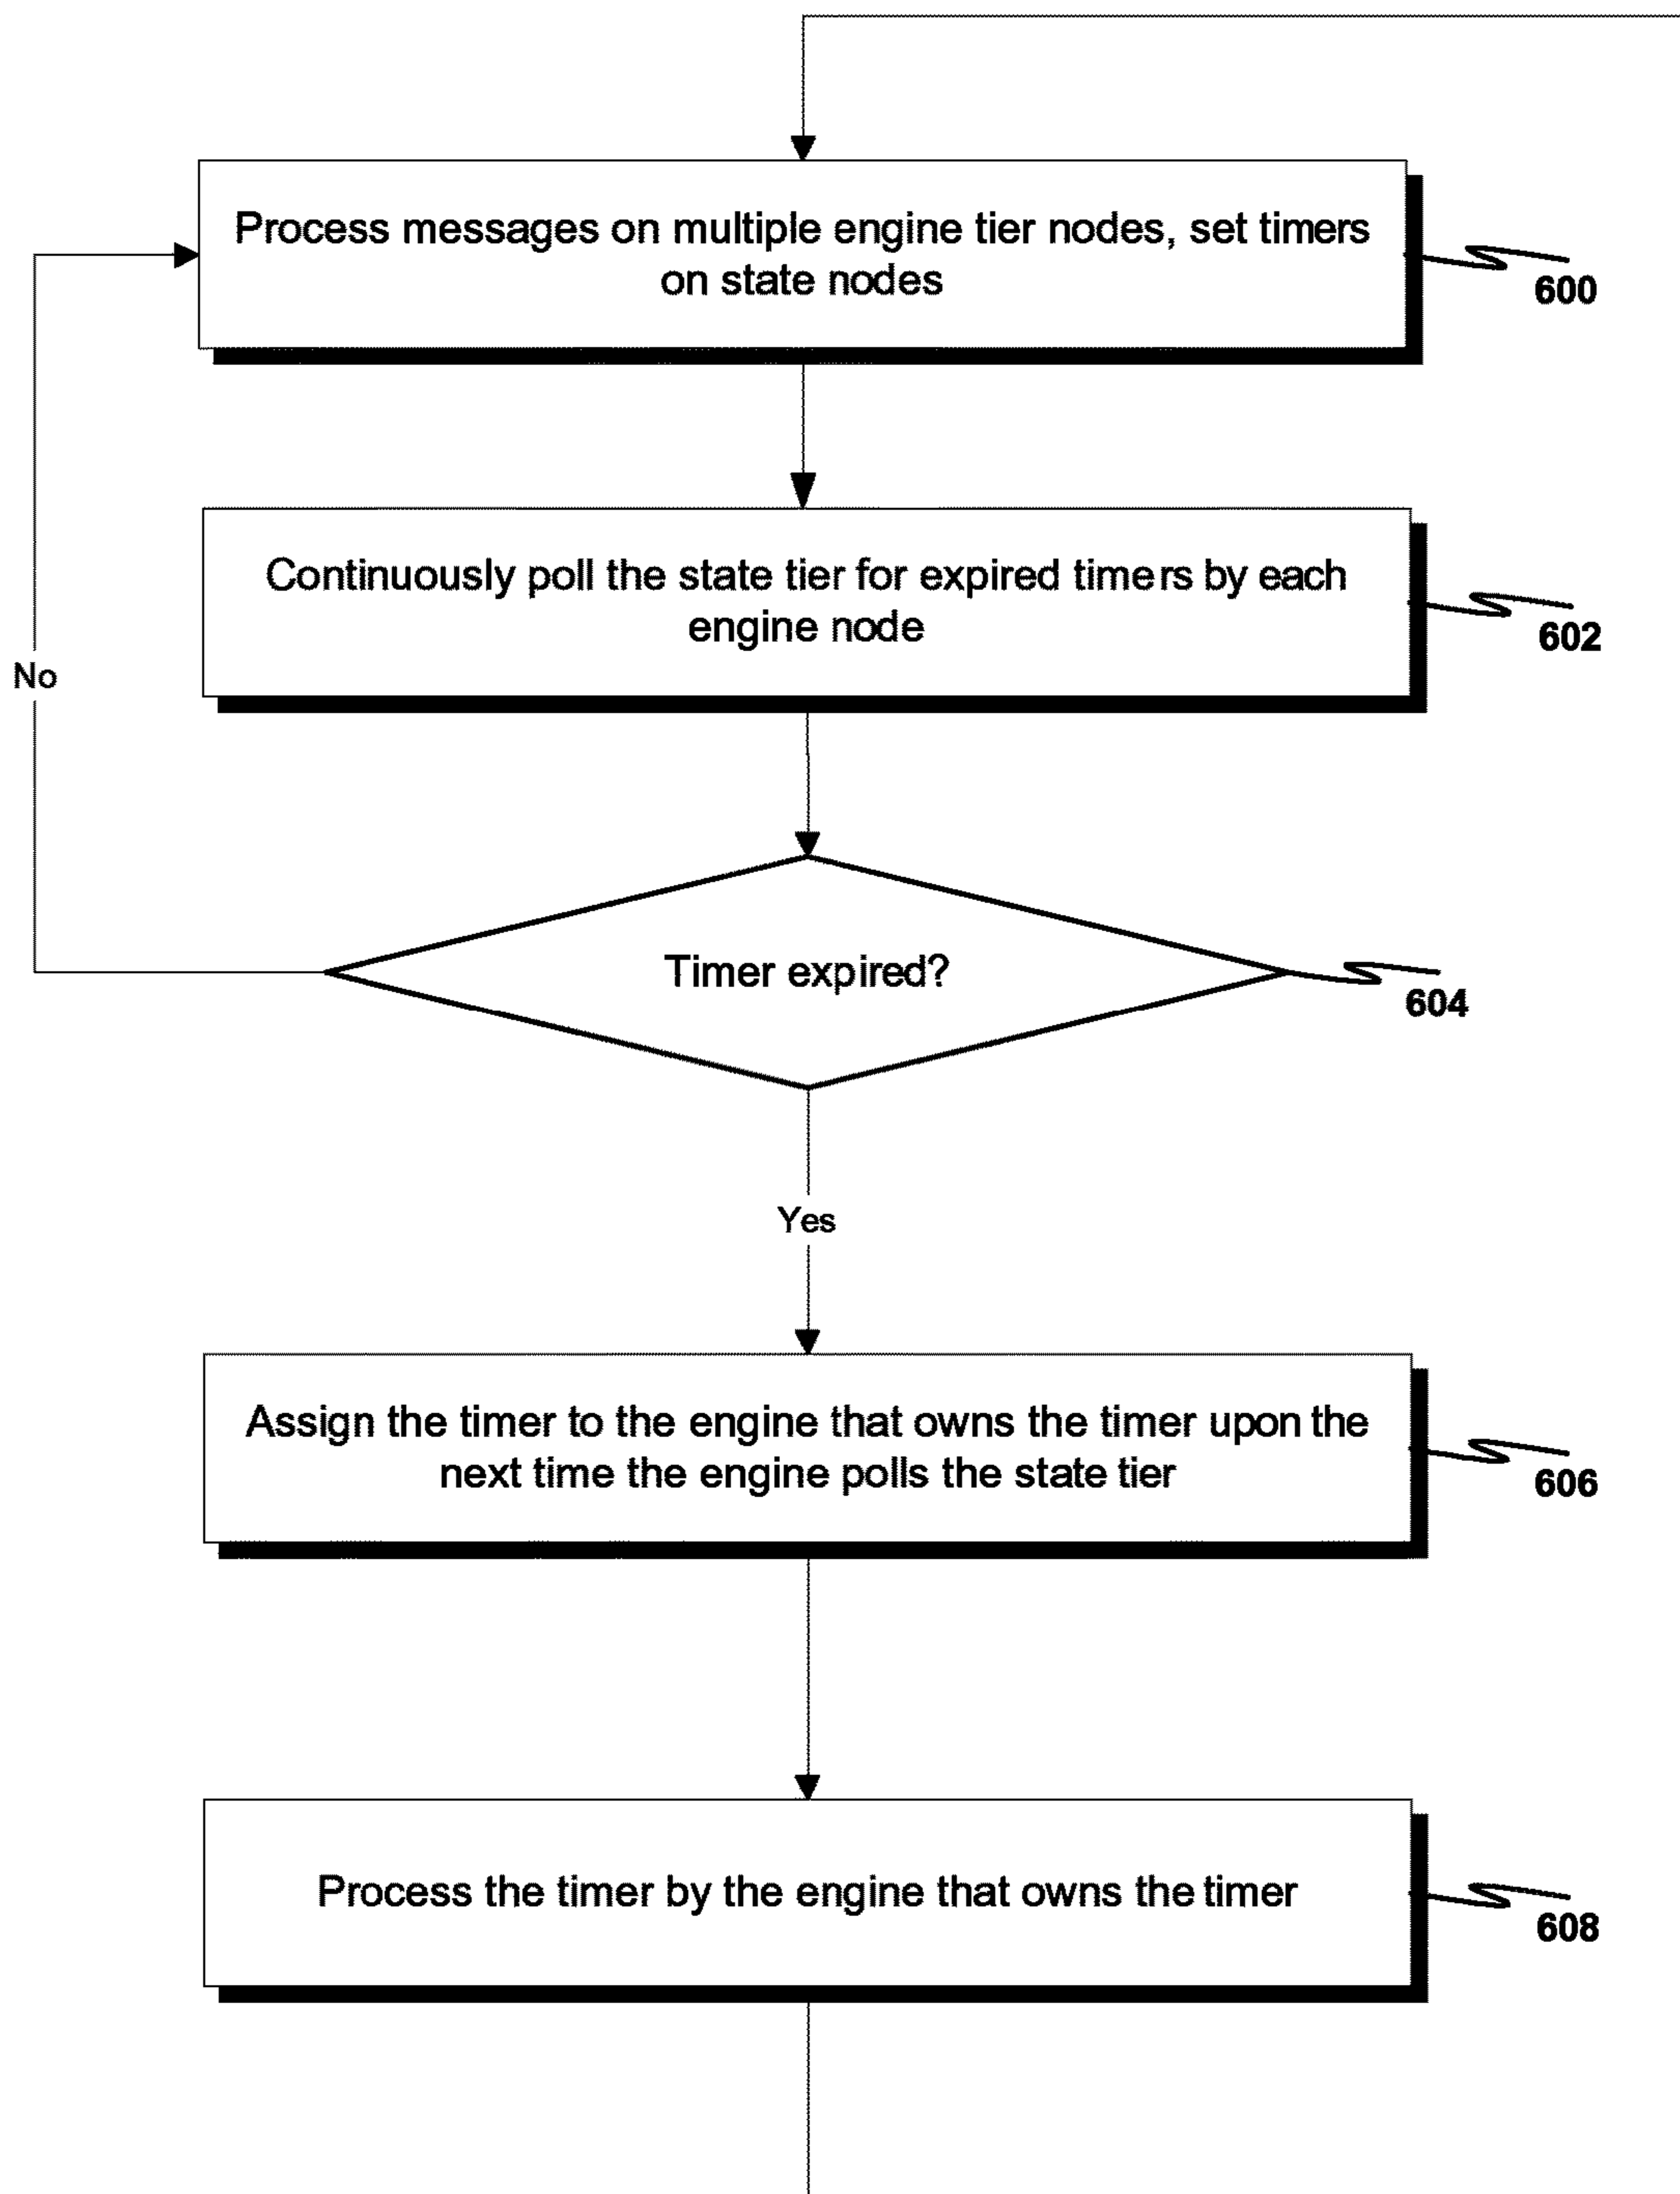 Process messages on multiple engine tier nodes, set timers
on state nodes
600
Continuously poll the state tier for expired timers by each
engine node
602
No
Timer expired?
604
Yes
Assign the timer to the engine that owns the timer upon the
next time the engine polls the state tier
606
Process the timer by the engine that owns the timer
608